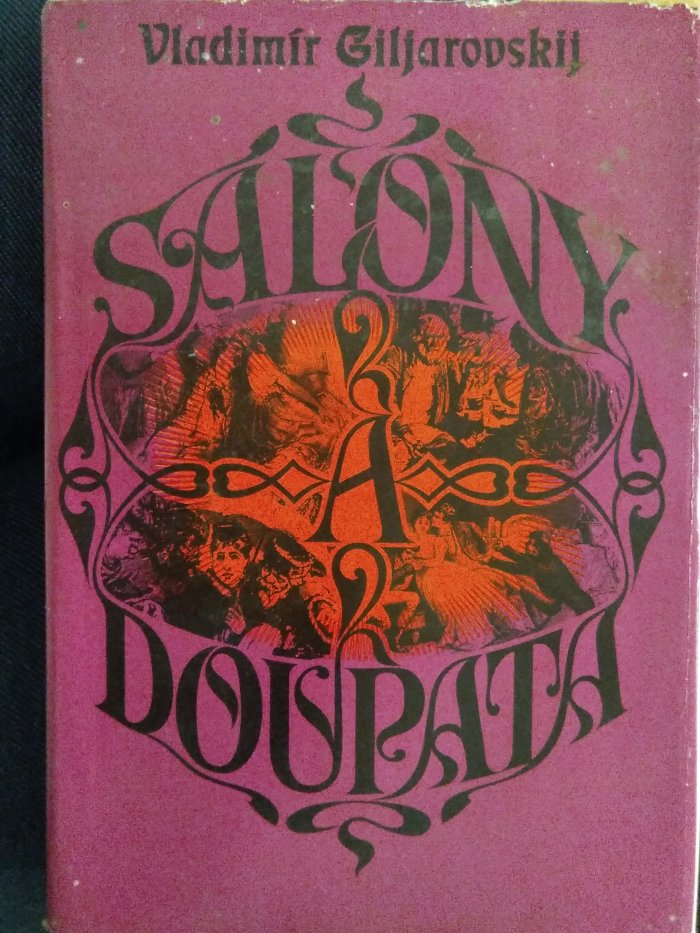 Vladimír Giljarovskij
SALÓNY
A
DOUPATA